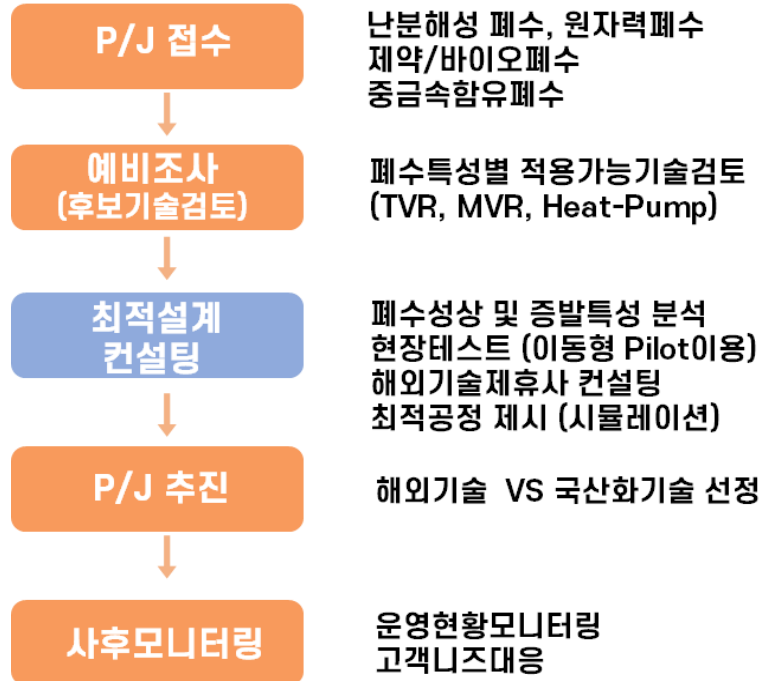 P/J 접수
난분해성 폐수, 원자력폐수
제약/바이오폐수
중금속함유폐수
예비조사
(후보기술검토)
폐수특성별 적용가능기술검토
(TVR, MVR, Heat-Pump)
최적설계
컨설팅
폐수성상 및 증발특성 분석
현장테스트 (이동형 Pilot이용)
해외기술제휴사 컨설팅
최적공정 제시 (시뮬레이션)
P/J 추진
해외기술 VS 국산화기술 선정
사후모니터링
운영현황모니터링
고객니즈대응